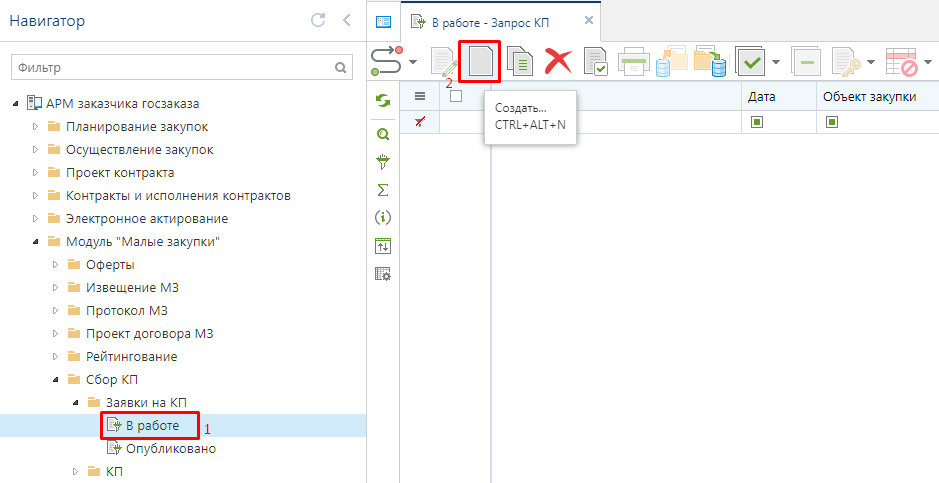 Навигатор
В работе - Запрос КП
Фильтр
2
Создать...
CTRL+ALT+N
Дата
Объект закупки
АРМ заказчика госзаказа
Планирование закупок
Осуществление закупок
Проект контракта
Контракты и исполнения контрактов
Электронное актирование
Модуль "Малые закупки"
Оферты
Извещение МЗ
Протокол МЗ
Проект договора МЗ
Рейтингование
Сбор КП
Заявки на КП
В работе
1
Опубликовано
КП